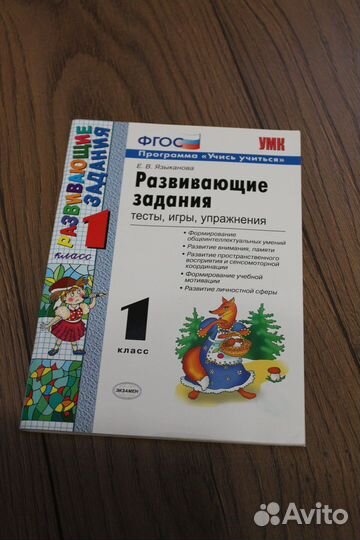 РАЗВИВАЮЩИЕ
ЗАДАНИЯ
1
класс
ФГОС
УМК
Программа «Учись учиться»
Е. В. Языканова
Развивающие
задания
тесты, игры, упражнения
• Формирование
общеинтеллектуальных умений
• Развитие внимания, памяти
• Развитие пространственного
восприятия и сенсомоторной
координации
• Формирование учебной
мотивации
• Развитие личностной сферы
1
КЛАСС
ЭКЗАМЕН
Avito